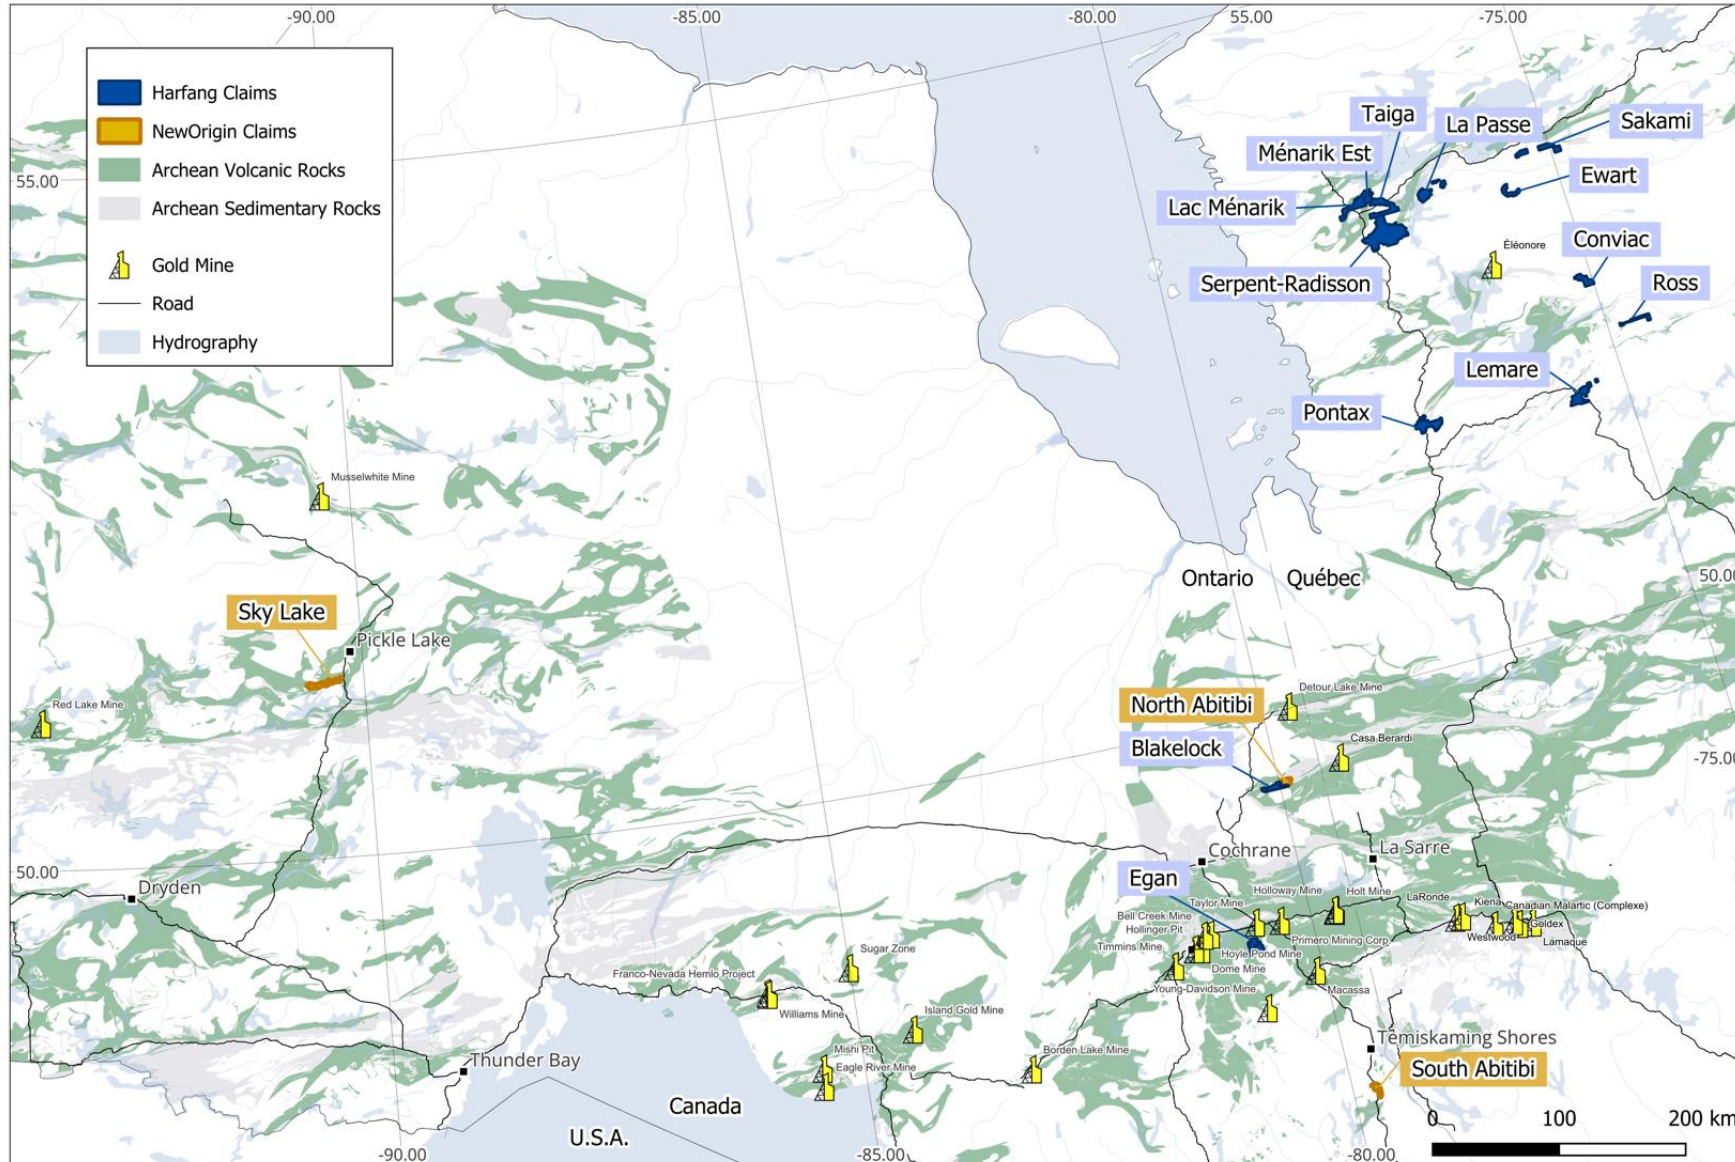 -90.00
-85.00
-80.00
55.00
-75.00
Harfang Claims
NewOrigin Claims
Archean Volcanic Rocks
Archean Sedimentary Rocks
Gold Mine
Road
Hydrography
55.00
Taiga
La Passe
Sakami
Ménarik Est
Ewart
Lac Ménarik
Conviac
Éléonore
Serpent-Radisson
Ross
Lemare
Pontax
Musselwhite Mine
Ontario
Québec
50.00
Sky Lake
Pickle Lake
Red Lake Mine
Detour Lake Mine
North Abitibi
Casa Berardi
Blakelock
-75.00
50.00
Cochrane
La Sarre
Dryden
Egan
Holloway Mine
Holt Mine
Taylor Mine
LaRonde
Kiena
Canadian Malartic (Complexe)
Bell Creek Mine
Goldex
Hollinger Pit
Westwood
Lamaque
Timmins Mine
Primero Mining Corp
Hoyle Pond Mine
Sugar Zone
Dome Mine
Franco-Nevada Hemlo Project
Young-Davidson Mine
Macassa
Williams Mine
Island Gold Mine
Témiskaming Shores
Mishi Pit
Borden Lake Mine
Thunder Bay
Eagle River Mine
South Abitibi
Canada
0
100
200 km
U.S.A.
-90.00
-85.00
-80.00